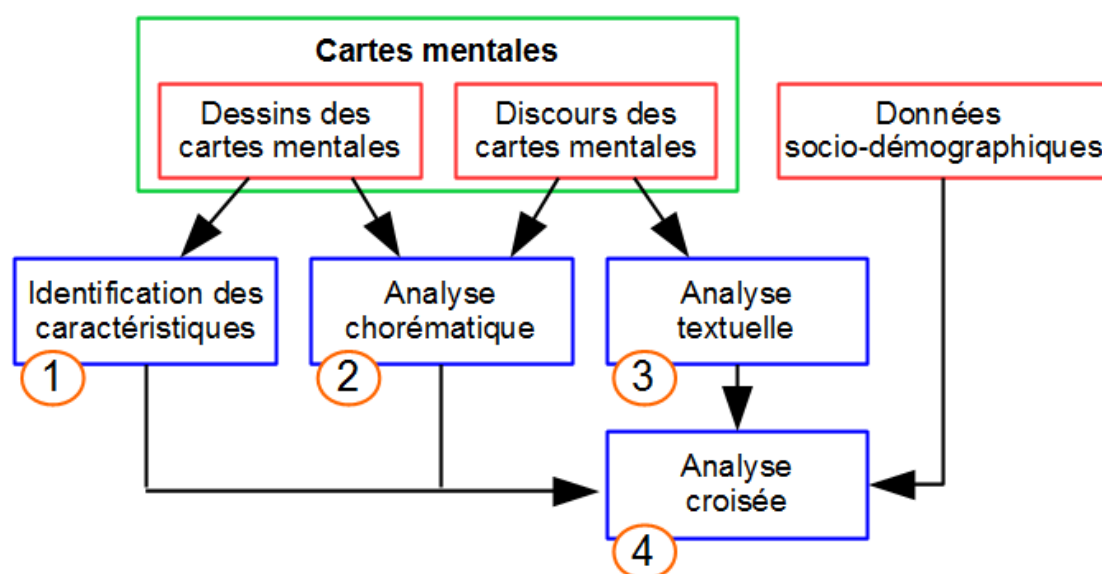 Cartes mentales
Dessins des
cartes mentales
Discours des
cartes mentales
Données
socio-démographiques
Identification des
caractéristiques
1
Analyse
chorématique
2
Analyse
textuelle
3
Analyse
croisée
4